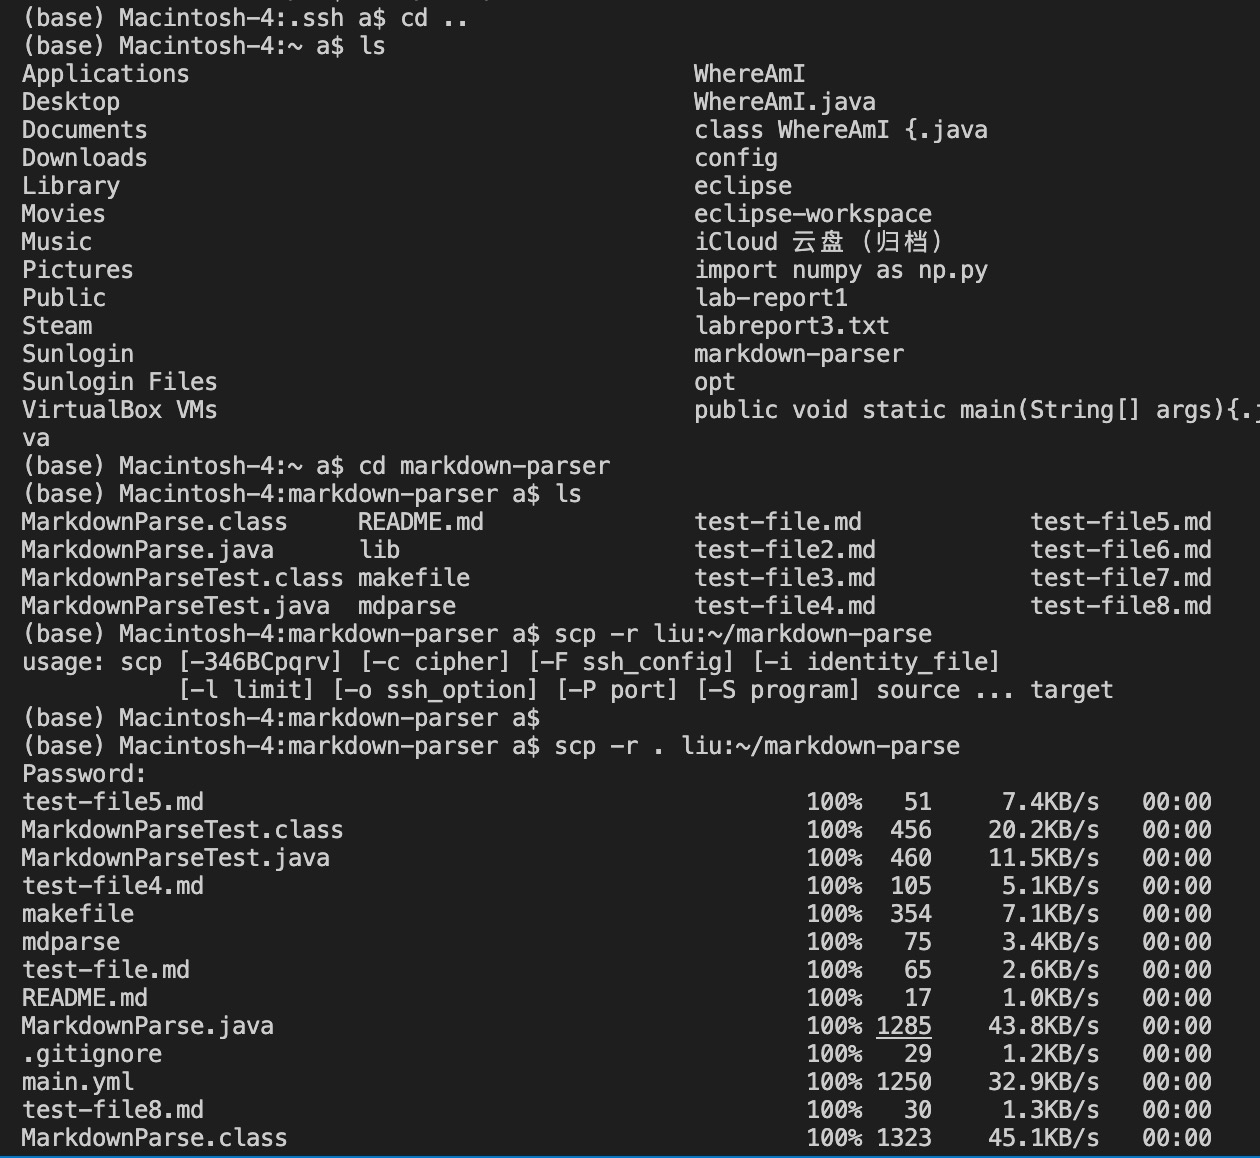 (base) Macintosh-4:.ssh a$ cd ..
(base) Macintosh-4:~ a$ ls
Applications WhereAmI
Desktop WhereAmI.java
Documents class WhereAmI {.java
Downloads config
Library eclipse
Movies eclipse-workspace
Music iCloud 云盘（归档）
Pictures import numpy as np.py
Public lab-report1
Steam labreport3.txt
Sunlogin markdown-parser
Sunlogin Files opt
VirtualBox VMs public void static main(String[] args){.j
va
(base) Macintosh-4:~ a$ cd markdown-parser
(base) Macintosh-4:markdown-parser a$ ls
MarkdownParse.class README.md test-file.md test-file5.md
MarkdownParse.java lib test-file2.md test-file6.md
MarkdownParseTest.class makefile test-file3.md test-file7.md
MarkdownParseTest.java mdparse test-file4.md test-file8.md
(base) Macintosh-4:markdown-parser a$ scp -r liu:~/markdown-parse
usage: scp [-346BCpqrv] [-c cipher] [-F ssh_config] [-i identity_file]
[-l limit] [-o ssh_option] [-P port] [-S program] source ... target
(base) Macintosh-4:markdown-parser a$
(base) Macintosh-4:markdown-parser a$ scp -r . liu:~/markdown-parse
Password:
test-file5.md 100% 51 7.4KB/s 00:00
MarkdownParseTest.class 100% 456 20.2KB/s 00:00
MarkdownParseTest.java 100% 460 11.5KB/s 00:00
test-file4.md 100% 105 5.1KB/s 00:00
makefile 100% 354 7.1KB/s 00:00
mdparse 100% 75 3.4KB/s 00:00
test-file.md 100% 65 2.6KB/s 00:00
README.md 100% 17 1.0KB/s 00:00
MarkdownParse.java 100% 1285 43.8KB/s 00:00
.gitignore 100% 29 1.2KB/s 00:00
main.yml 100% 1250 32.9KB/s 00:00
test-file8.md 100% 30 1.3KB/s 00:00
MarkdownParse.class 100% 1323 45.1KB/s 00:00